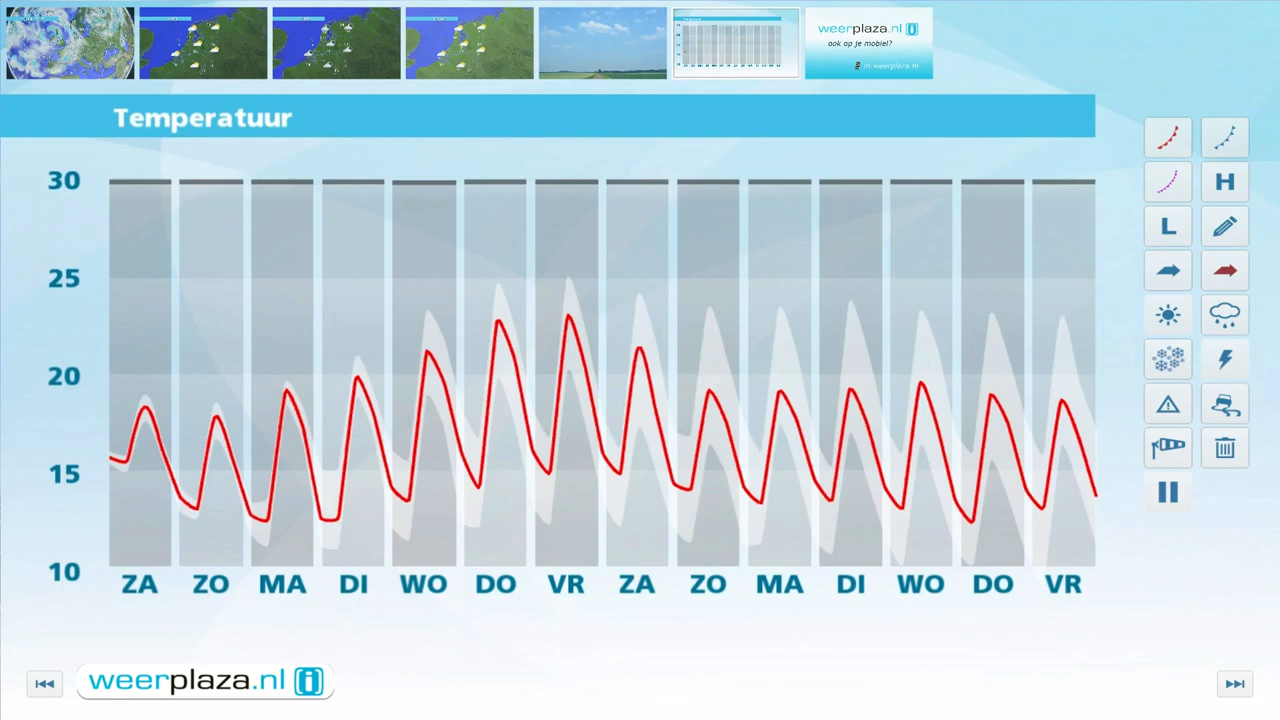 weerplaza.nl
ook op je mobiel?
m.weerplaza.nl
Temperatuur
30
25
20
15
10
ZA ZO MA DI WO DO VR ZA ZO MA DI WO DO VR
H
L
weerplaza.nl